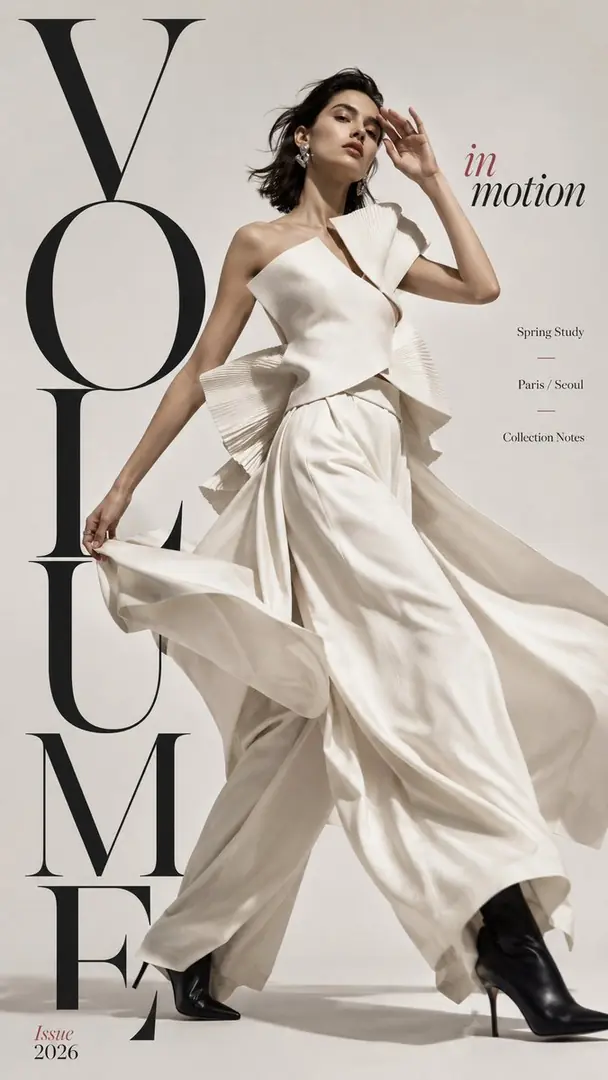 VOLUME
in
motion
Spring Study
Paris / Seoul
Collection Notes
Issue
2026